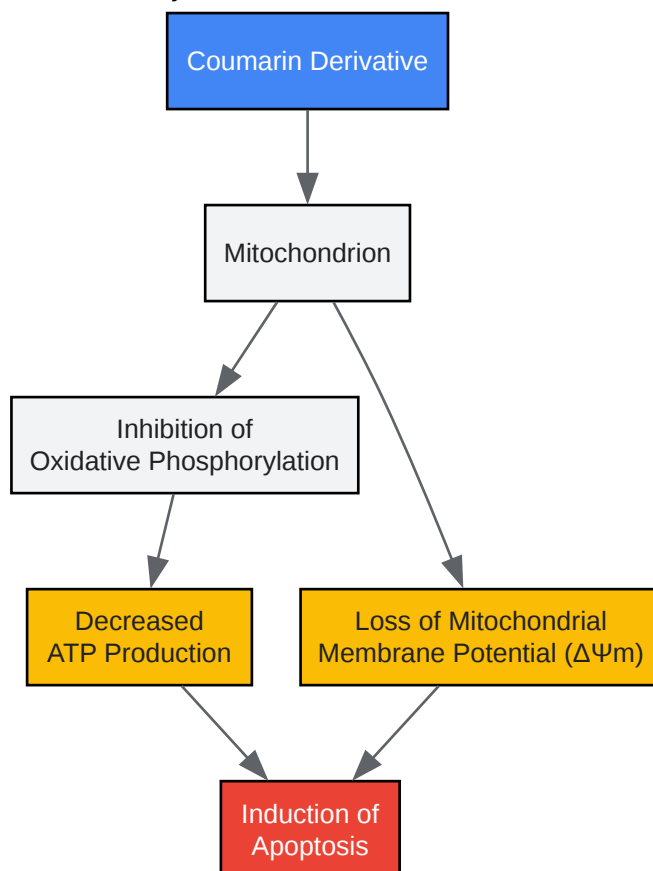 Coumarin Derivative
Mitochondrion
Inhibition of
Oxidative Phosphorylation
Decreased
ATP Production
Loss of Mitochondrial
Membrane Potential (ΔΨm)
Induction of
Apoptosis